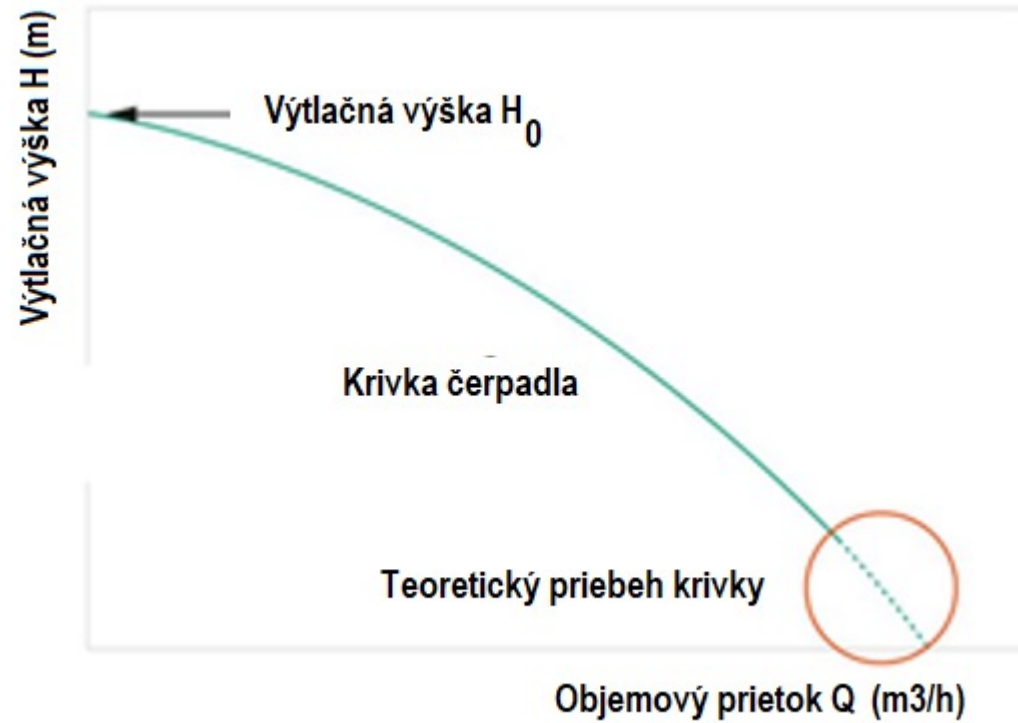 Výtlačná výška H (m)
Výtlačná výška H0
Krivka čerpadla
Teoretický priebeh krivky
Objemový prietok Q (m3/h)